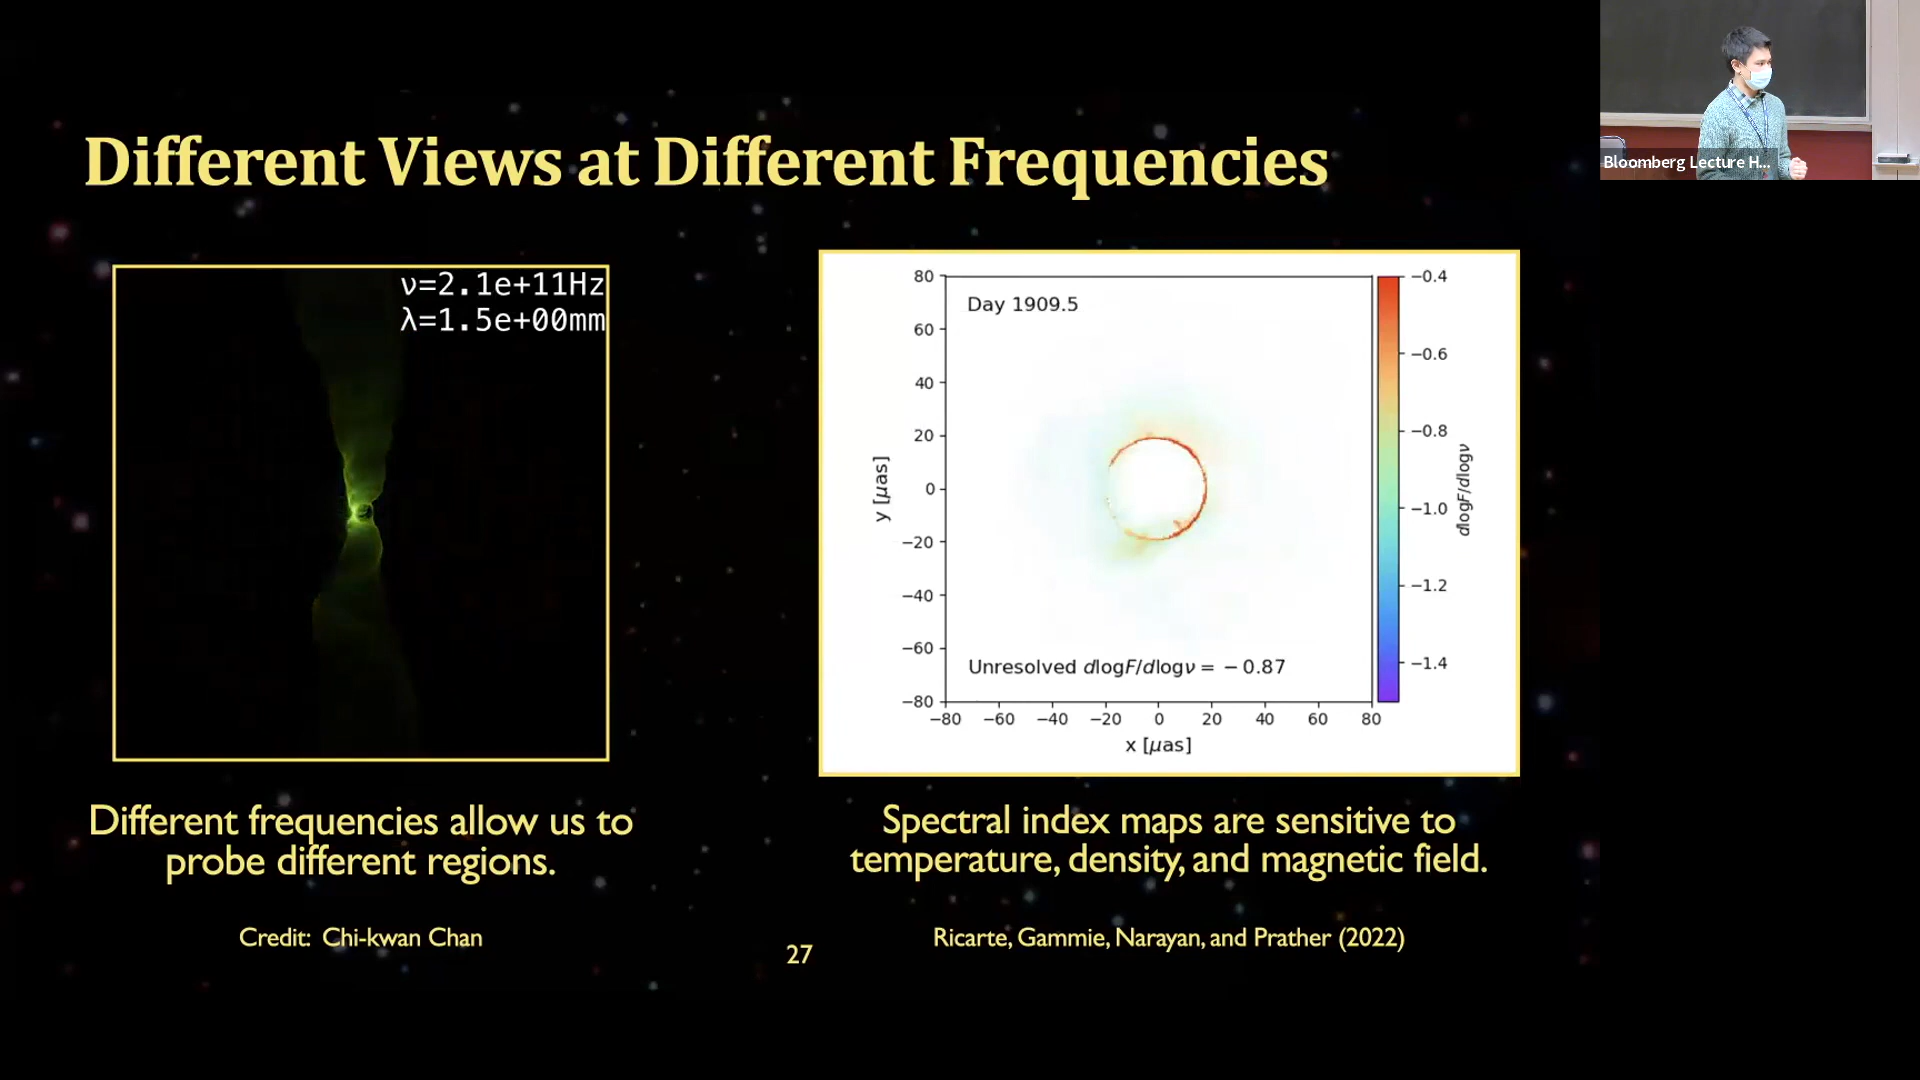 Different Views at Different Frequencies
Bloomberg Lecture H...
ν=2.1e+11Hz
λ=1.5e+00mm
Day 1909.5
80
60
40
20
0
−20
−40
−60
−80
y [μas]
Unresolved dlogF/dlogν = − 0.87
−80
−60
−40
−20
0
20
40
60
80
x [μas]
−0.4
−0.6
−0.8
−1.0
−1.2
−1.4
dlogF/dlogν
Different frequencies allow us to
probe different regions.
Credit: Chi-kwan Chan
Spectral index maps are sensitive to
temperature, density, and magnetic field.
Ricarte, Gammie, Narayan, and Prather (2022)
27